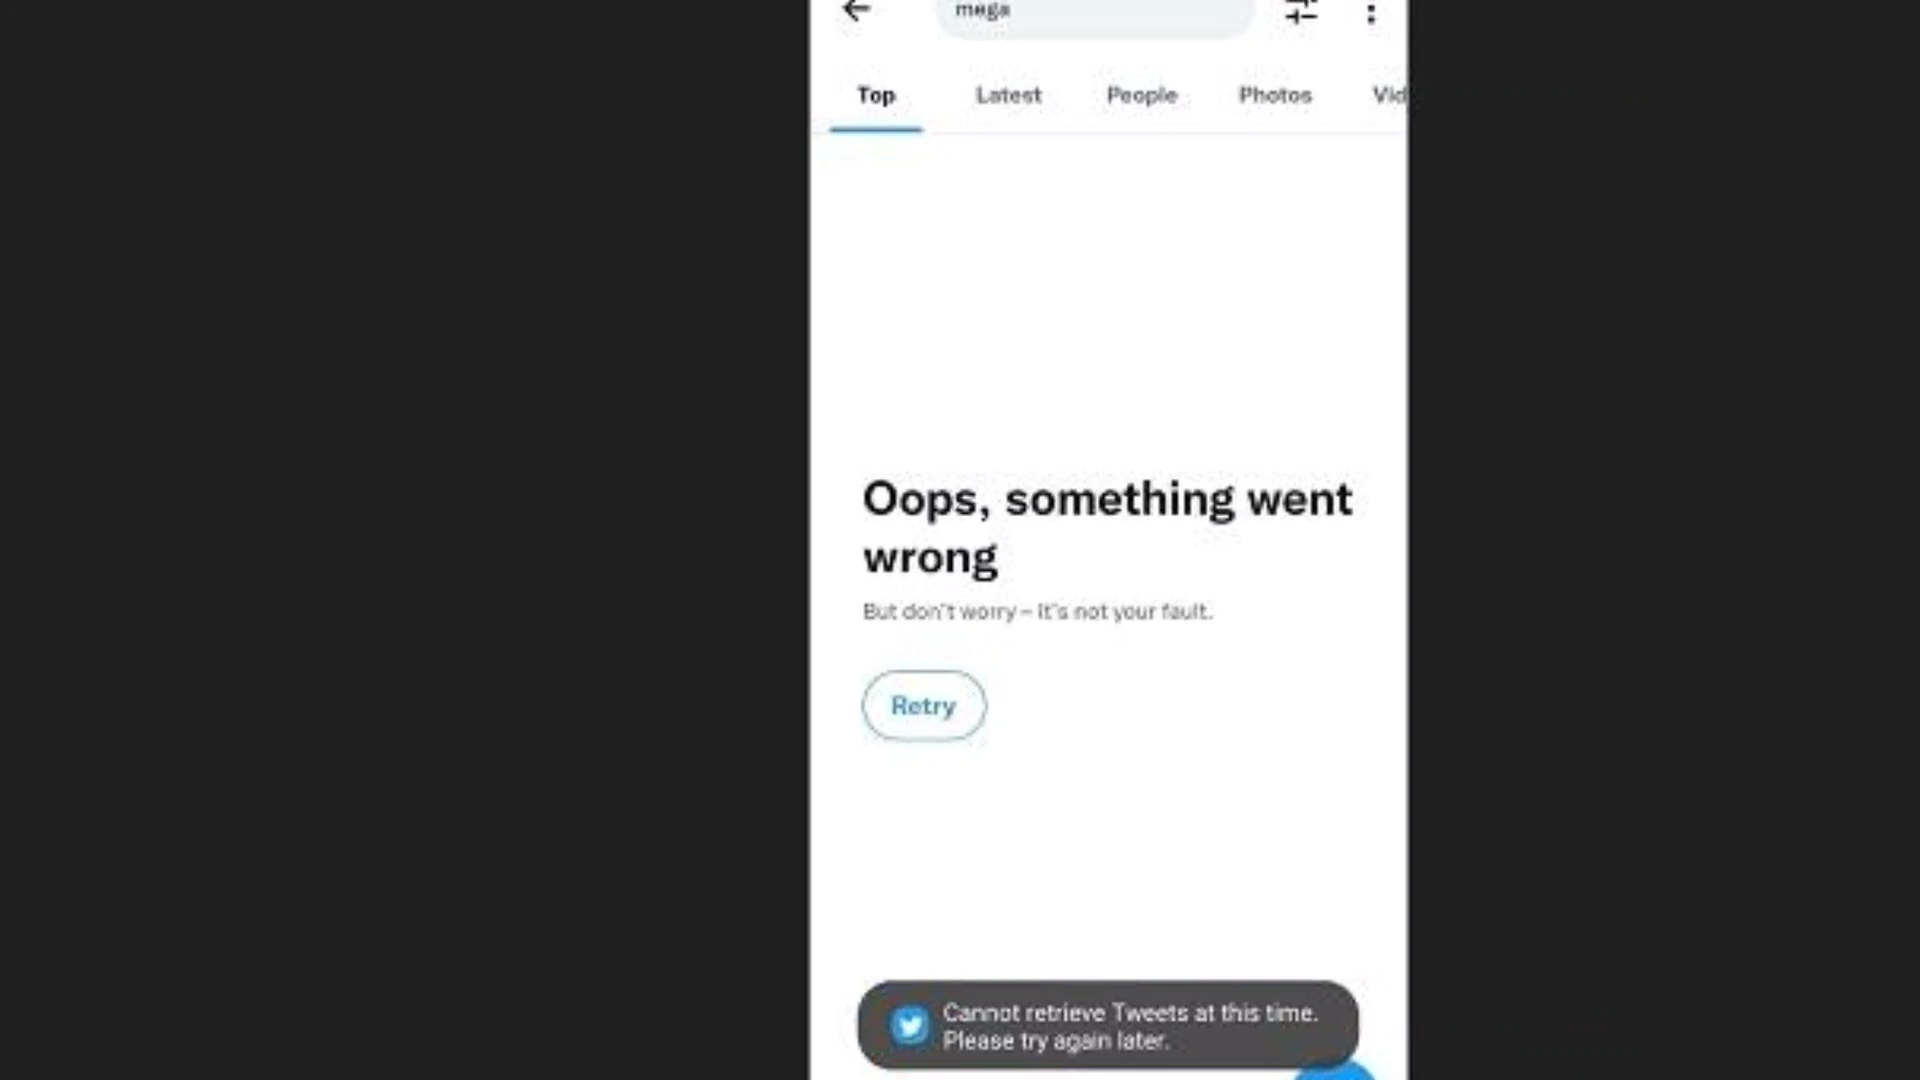 mega
Top Latest People Photos Vid
Oops, something went
wrong
But don't worry – it's not your fault.
Retry
Cannot retrieve Tweets at this time.
Please try again later.